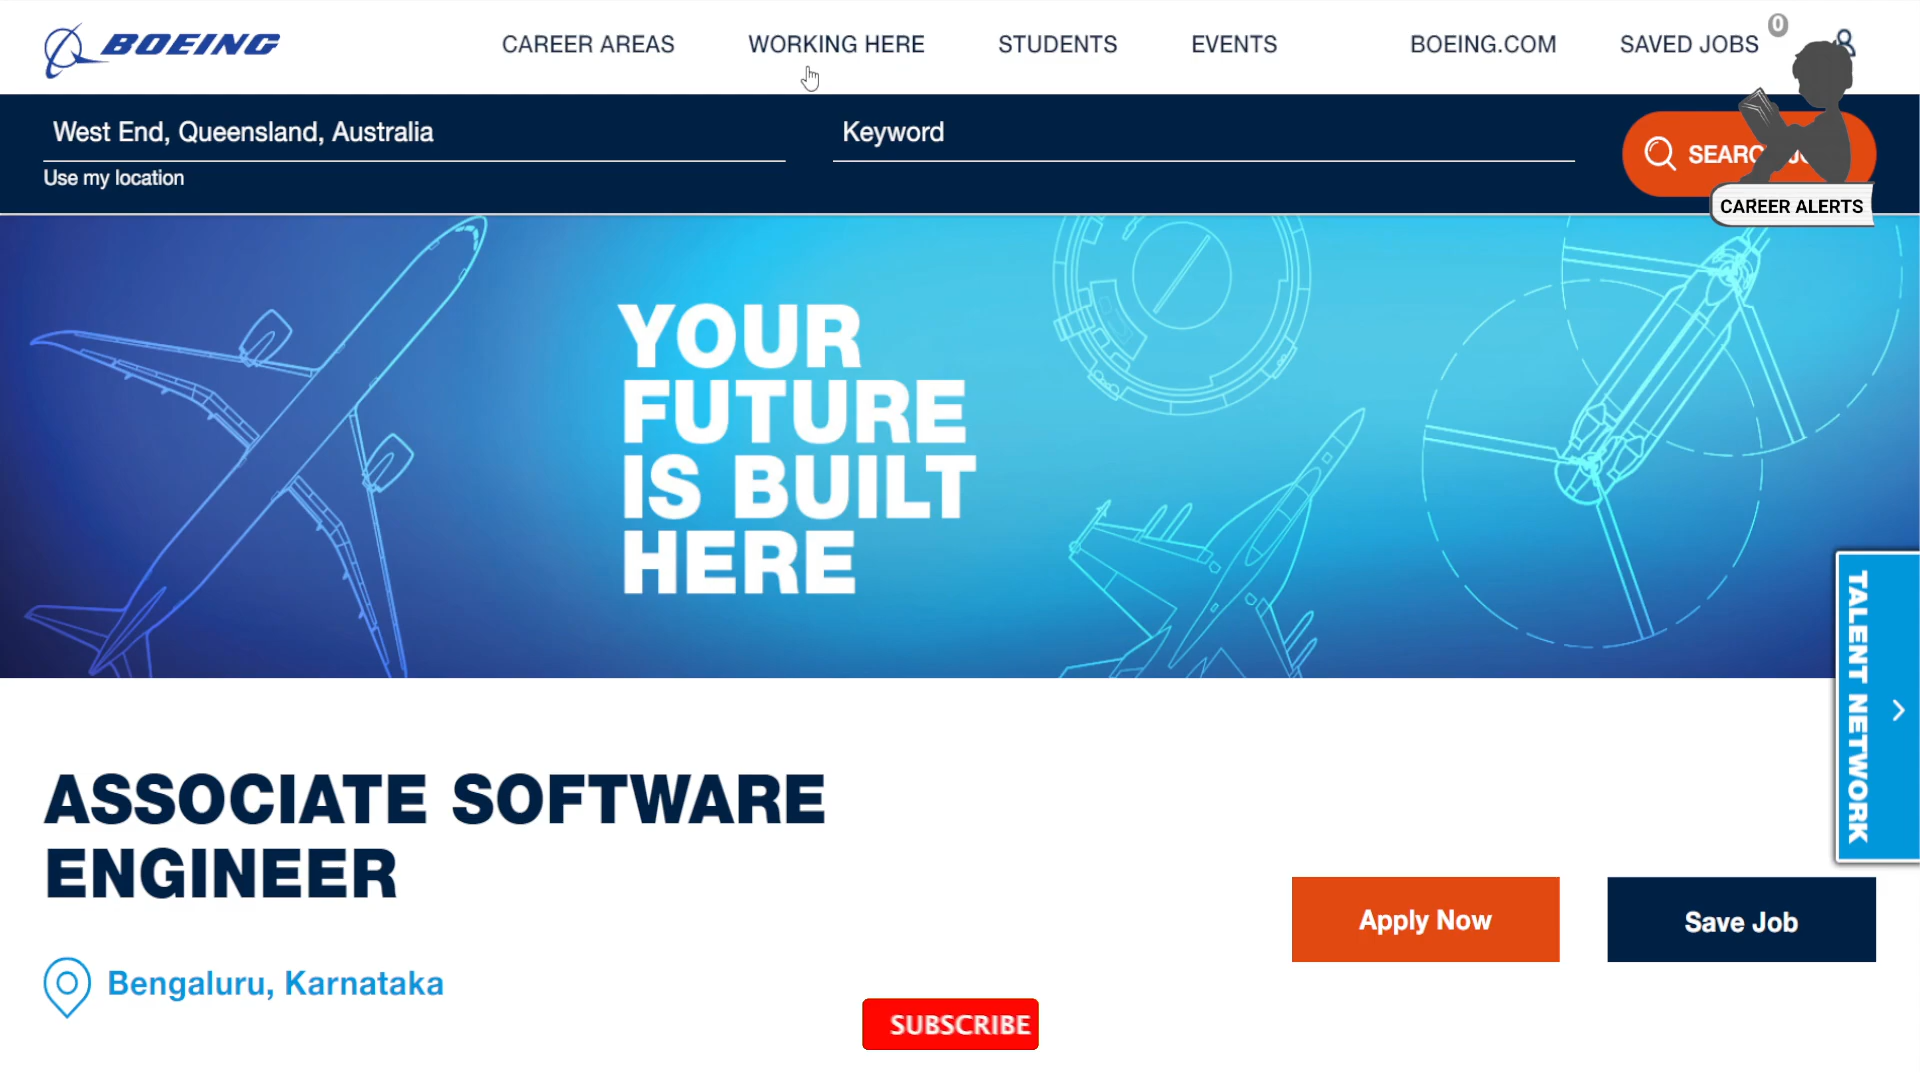 BOEING
CAREER AREAS
WORKING HERE
STUDENTS
EVENTS
BOEING.COM
SAVED JOBS
0
West End, Queensland, Australia
Keyword
Use my location
CAREER ALERTS
YOUR
FUTURE
IS BUILT
HERE
TALENT NETWORK
ASSOCIATE SOFTWARE
ENGINEER
Apply Now
Save Job
Bengaluru, Karnataka
SUBSCRIBE